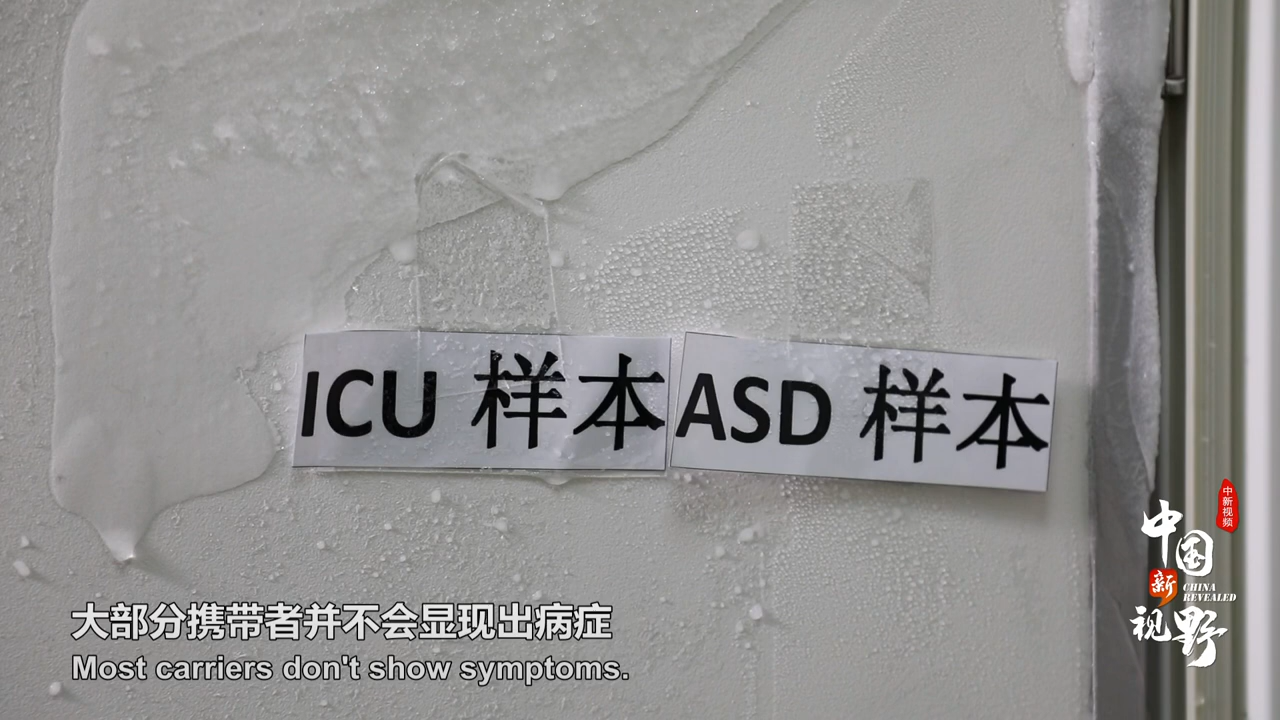 ICU 样本
ASD 样本
大部分携带者并不会显现出病症
Most carriers don't show symptoms.
中新视频
中国
新
CHINA
REVEALED
视野